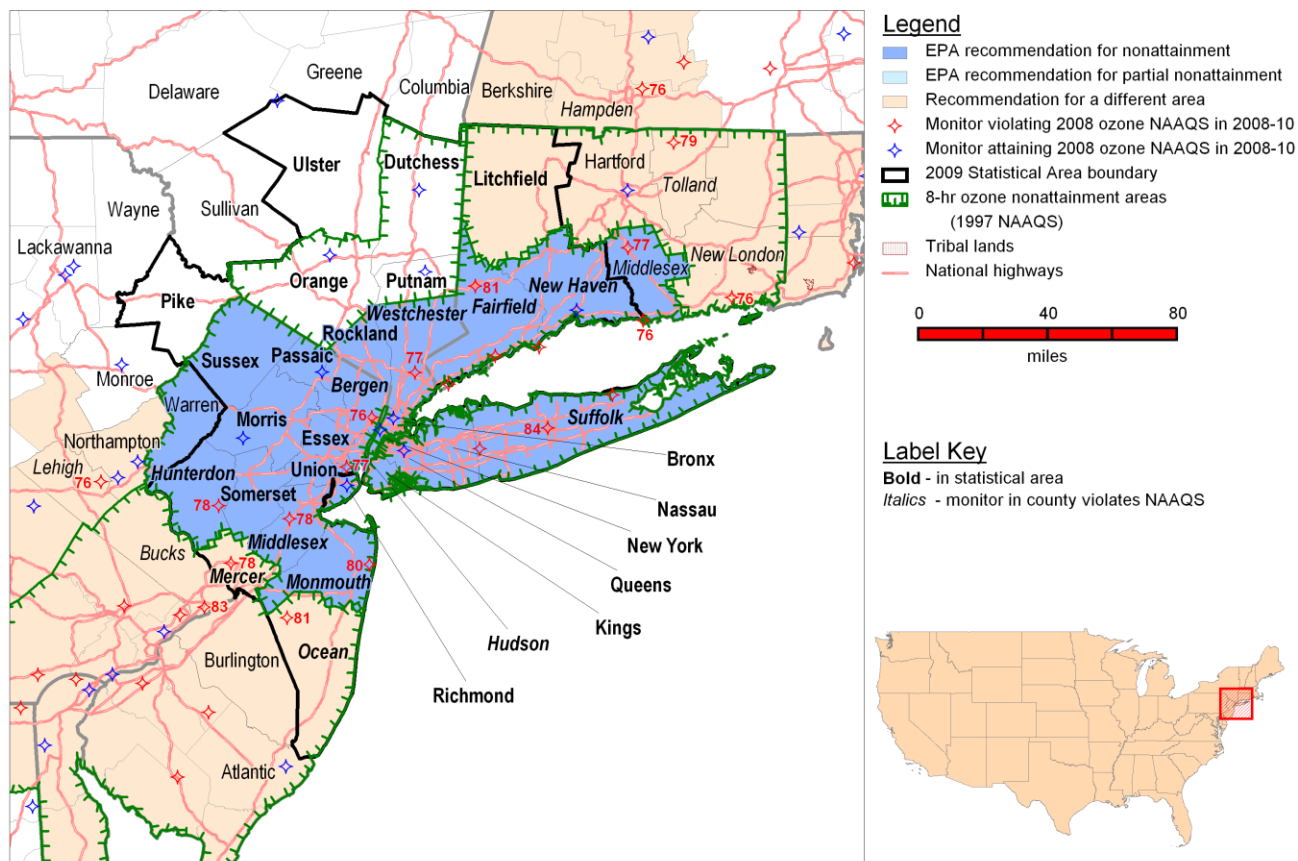 Greene
Delaware
Columbia
Berkshire
76
Hampden
79
Hartford
Ulster
Dutchess
Litchfield
Tolland
Wayne
Sullivan
Lackawanna
77
New London
Middlesex
Orange
Putnam
Pike
81
New Haven
Fairfield
76
Westchester
Rockland
76
Sussex
Passaic
Monroe
Bergen
77
Warren
Morris
76
Suffolk
84
Northampton
Essex
Bronx
Lehigh
Hunterdon
Union
77
76
Somerset
Nassau
78
78
New York
Middlesex
Bucks
Mercer
78
80
Monmouth
Queens
83
81
Kings
Hudson
Ocean
Burlington
Richmond
Atlantic
Legend
EPA recommendation for nonattainment
EPA recommendation for partial nonattainment
Recommendation for a different area
Monitor violating 2008 ozone NAAQS in 2008-10
Monitor attaining 2008 ozone NAAQS in 2008-10
2009 Statistical Area boundary
8-hr ozone nonattainment areas
(1997 NAAQS)
Tribal lands
National highways
0 40 80
miles
Label Key
Bold - in statistical area
Italics - monitor in county violates NAAQS